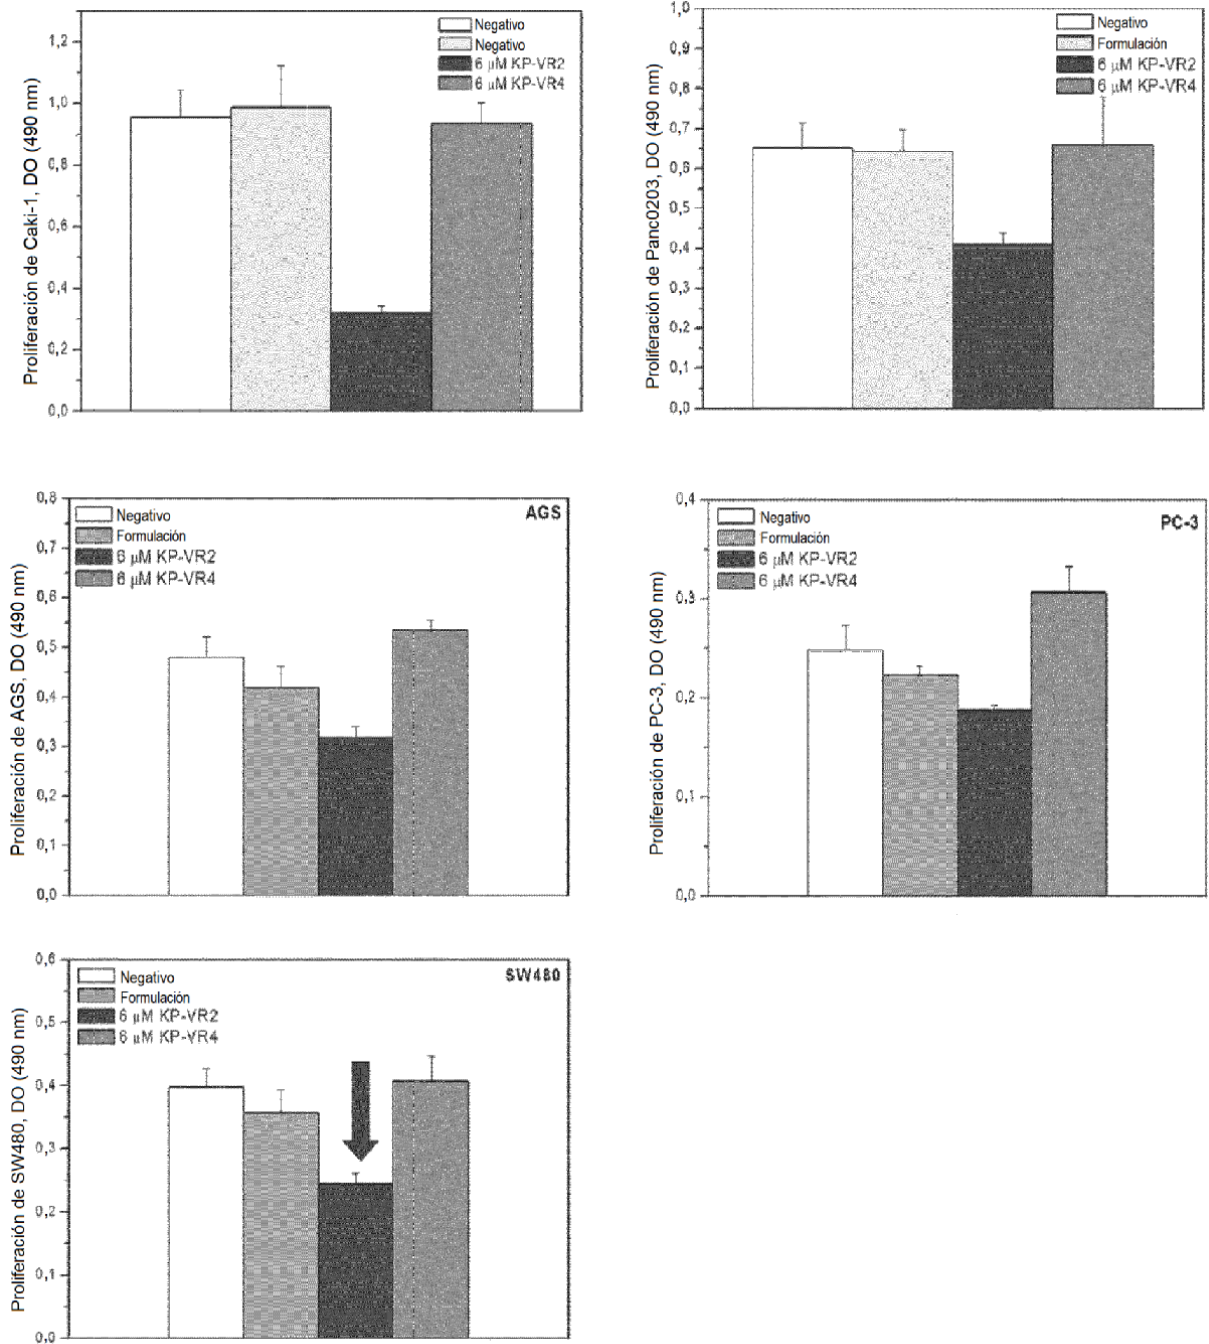 Proliferación de Caki-1, DO (490 nm)
1,2
1,0
0,8
0,6
0,4
0,2
0,0
Negativo
Negativo
6 μM KP-VR2
6 μM KP-VR4
Proliferación de Panc0203, DO (490 nm)
1,0
0,9
0,8
0,7
0,6
0,5
0,4
0,3
0,2
0,1
0,0
Negativo
Formulación
6 μM KP-VR2
6 μM KP-VR4
Proliferación de AGS, DO (490 nm)
0,8
0,7
0,6
0,5
0,4
0,3
0,2
0,1
0,0
Negativo
Formulación
6 μM KP-VR2
6 μM KP-VR4
AGS
Proliferación de PC-3, DO (490 nm)
0,4
0,3
0,2
0,1
0,0
Negativo
Formulación
6 μM KP-VR2
6 μM KP-VR4
PC-3
Proliferación de SW480, DO (490 nm)
0,6
0,5
0,4
0,3
0,2
0,1
0,0
Negativo
Formulación
6 μM KP-VR2
6 μM KP-VR4
SW480